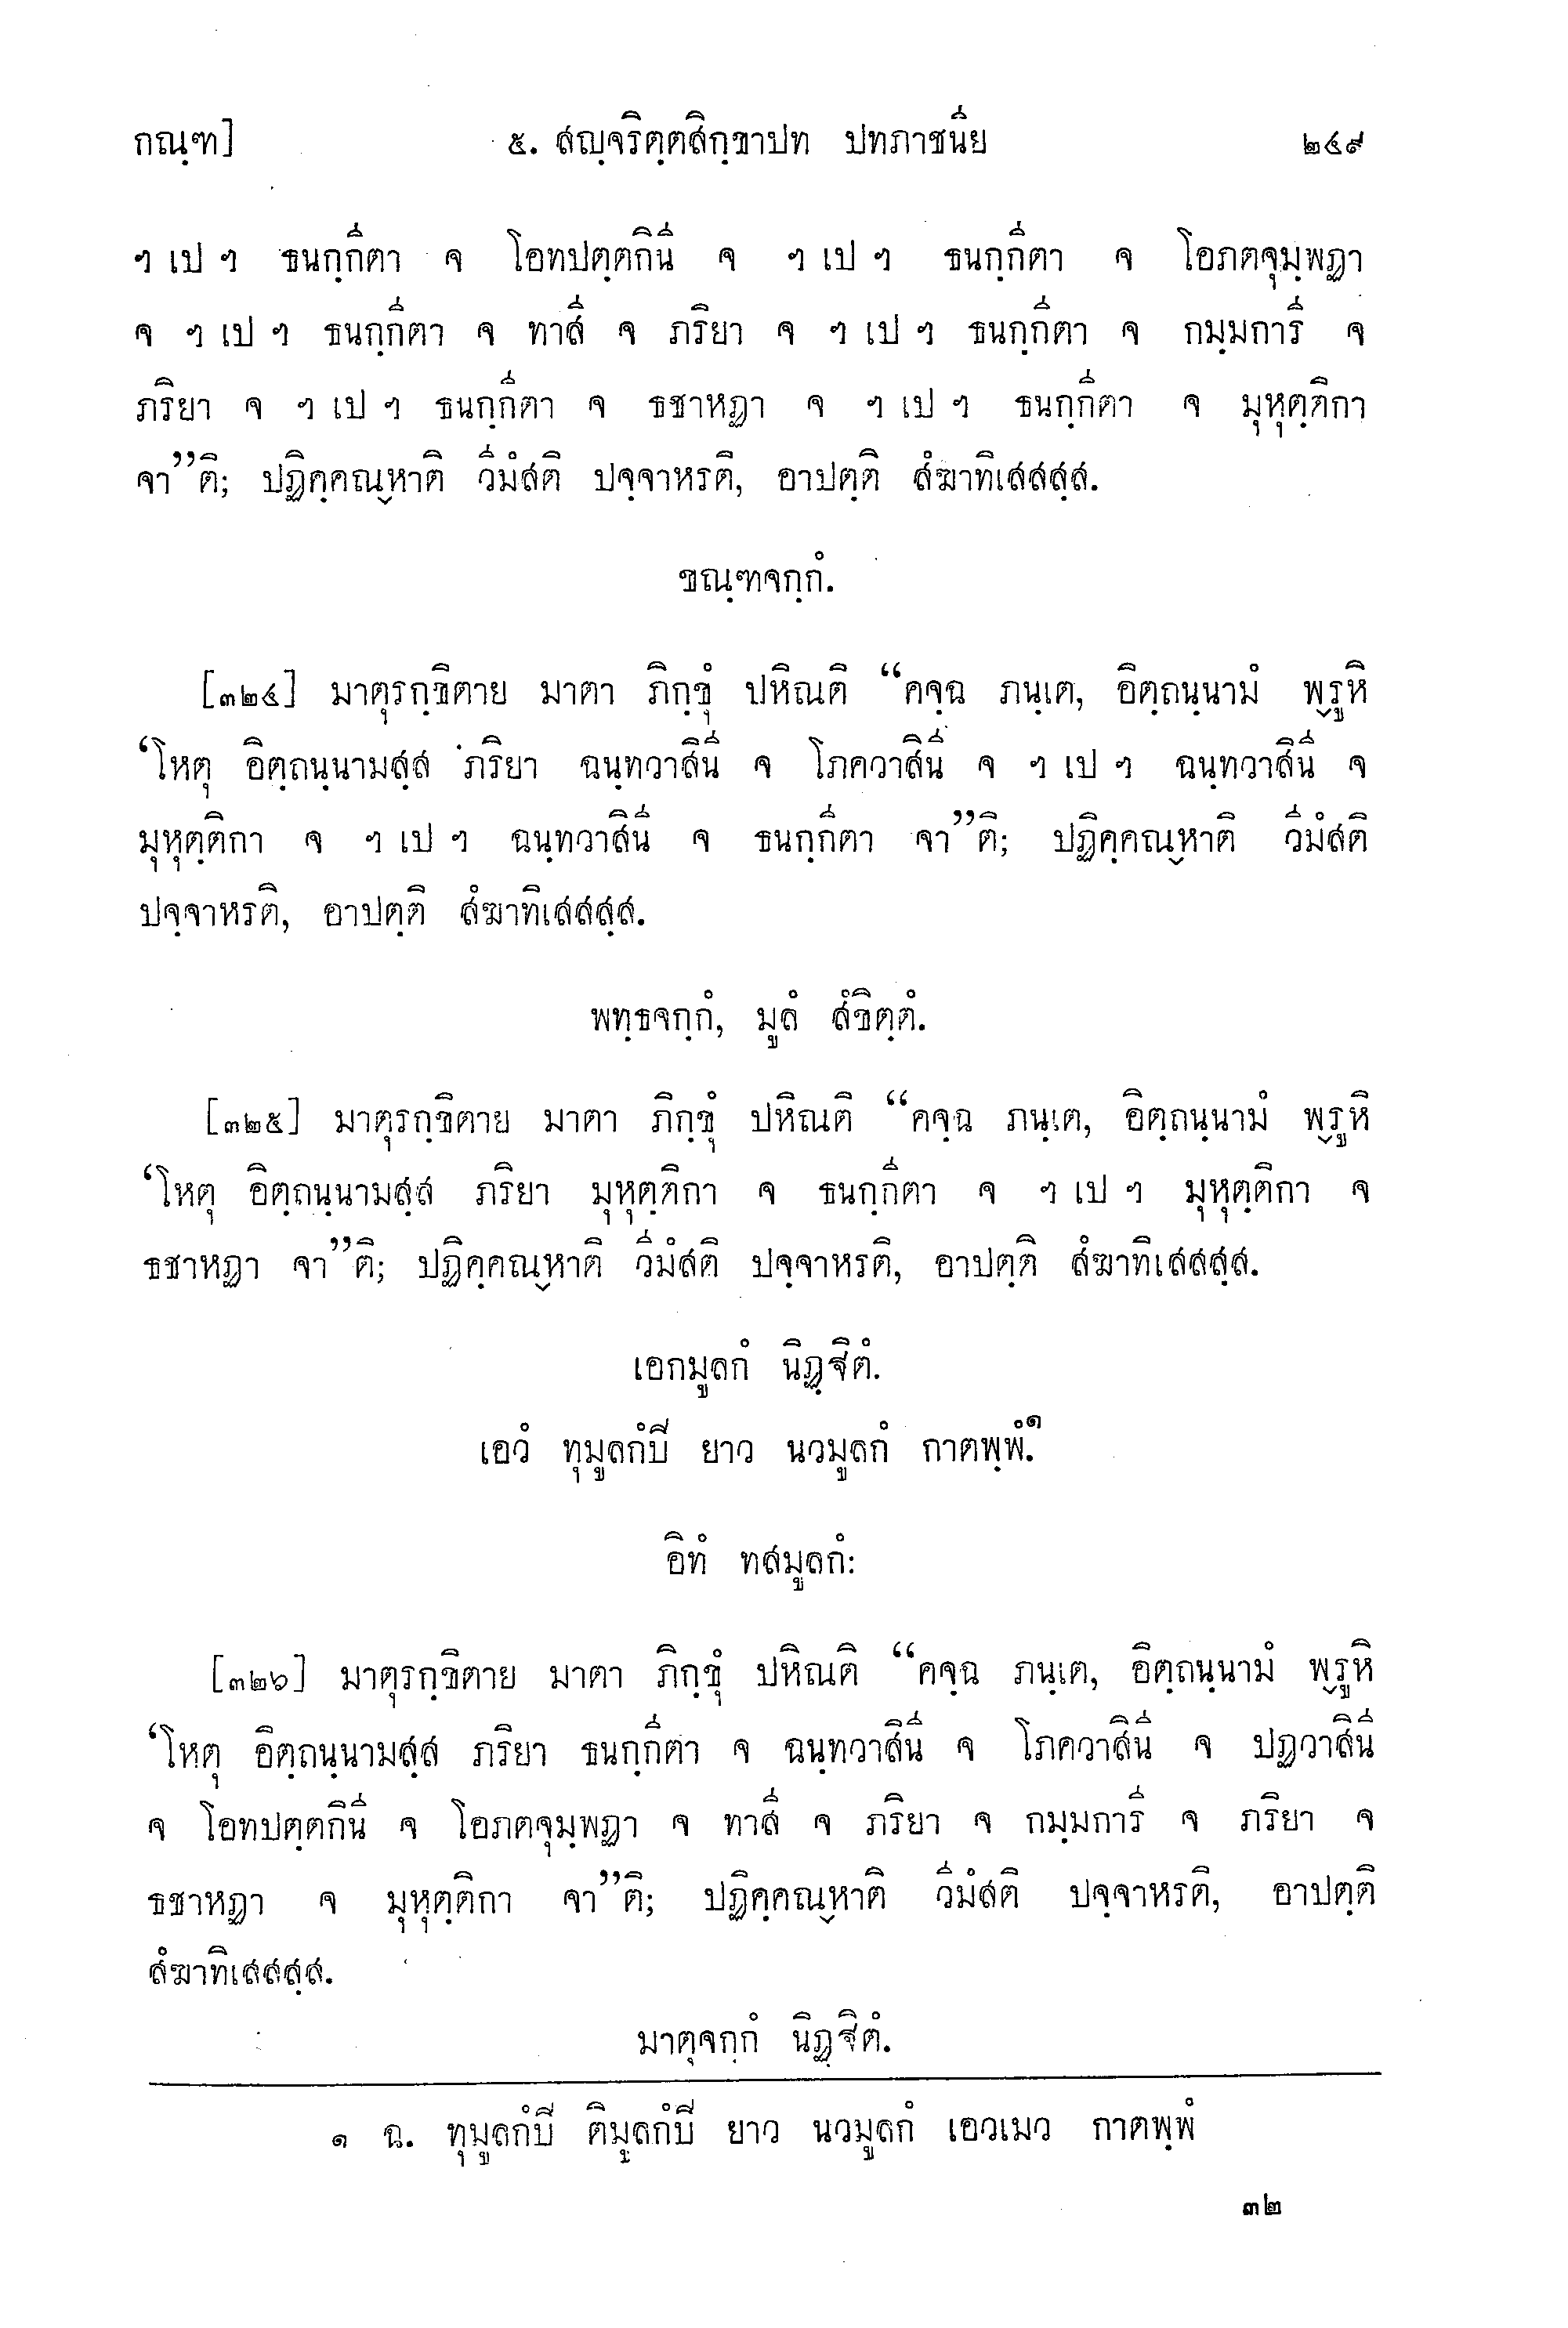 กณฺฑ] ๕. สญฺจริตฺตสิกฺขาปท ปทภาชนีย ๒๔๙
ฯ เป ฯ ธนกฺกีตา จ โอทปตฺตกินี จ ฯ เป ฯ ธนกฺกีตา จ โอภตจุมฺพฏา
จ ฯ เป ฯ ธนกฺกีตา จ ทาสี จ ภริยา จ ฯ เป ฯ ธนกฺกีตา จ กมฺมการี จ
ภริยา จ ฯ เป ฯ ธนกฺกีตา จ ธชาหฏา จ ฯ เป ฯ ธนกฺกีตา จ มุหุตฺติกา
จา”ติ; ปฏิคฺคณฺหาติ วีมํสติ ปจฺจาหรติ, อาปตฺติ สํฆาทิเสสสฺส.
ขณฺฑจกฺกํ.
[๓๒๔] มาตุรกฺขิตาย มาตา ภิกฺขุํ ปหิณติ “คจฺฉ ภนฺเต, อิตฺถนฺนามํ พฺรูหิ
‘โหตุ อิตฺถนฺนามสฺส ภริยา ฉนฺทวาสินี จ โภควาสินี จ ฯ เป ฯ ฉนฺทวาสินี จ
มุหุตฺติกา จ ฯ เป ฯ ฉนฺทวาสินี จ ธนกฺกีตา จา”ติ; ปฏิคฺคณฺหาติ วีมํสติ
ปจฺจาหรติ, อาปตฺติ สํฆาทิเสสสฺส.
พทฺธจกฺกํ, มูลํ สํขิตฺตํ.
[๓๒๕] มาตุรกฺขิตาย มาตา ภิกฺขุํ ปหิณติ “คจฺฉ ภนฺเต, อิตฺถนฺนามํ พฺรูหิ
‘โหตุ อิตฺถนฺนามสฺส ภริยา มุหุตฺติกา จ ธนกฺกีตา จ ฯ เป ฯ มุหุตฺติกา จ
ธชาหฏา จา”ติ; ปฏิคฺคณฺหาติ วีมํสติ ปจฺจาหรติ, อาปตฺติ สํฆาทิเสสสฺส.
เอกมูลกํ นิฏฺฐิตํ.
เอวํ ทุมูลกํปิ ยาว นวมูลกํ กาตพฺพํ.๑
อิทํ ทสมูลกํ:
[๓๒๖] มาตุรกฺขิตาย มาตา ภิกฺขุํ ปหิณติ “คจฺฉ ภนฺเต, อิตฺถนฺนามํ พฺรูหิ
‘โหตุ อิตฺถนฺนามสฺส ภริยา ธนกฺกีตา จ ฉนฺทวาสินี จ โภควาสินี จ ปฏวาสินี
จ โอทปตฺตกินี จ โอภตจุมฺพฏา จ ทาสี จ ภริยา จ กมฺมการี จ ภริยา จ
ธชาหฏา จ มุหุตฺติกา จา”ติ; ปฏิคฺคณฺหาติ วีมํสติ ปจฺจาหรติ, อาปตฺติ
สํฆาทิเสสสฺส.
มาตุจกฺกํ นิฏฺฐิตํ.
๑ ฉ. ทุมูลกํปิ ติมูลกํปิ ยาว นวมูลกํ เอวเมว กาตพฺพํ
๓๒